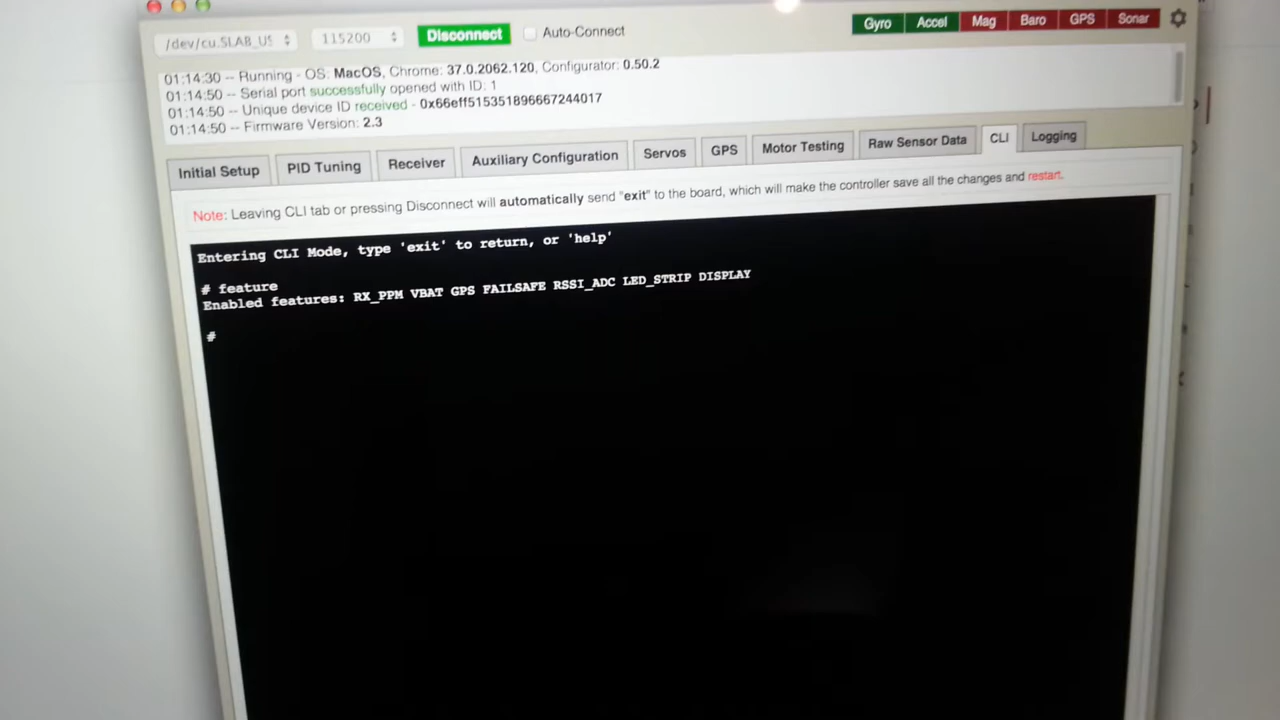 /dev/cu.SLAB_US 115200 Disconnect Auto-Connect Gyro Accel Mag Baro GPS Sonar
01:14:30 -- Running - OS: MacOS, Chrome: 37.0.2062.120, Configurator: 0.50.2
01:14:50 -- Serial port successfully opened with ID: 1
01:14:50 -- Unique device ID received - 0x66eff515351896667244017
01:14:50 -- Firmware Version: 2.3
Initial Setup PID Tuning Receiver Auxiliary Configuration Servos GPS Motor Testing Raw Sensor Data CLI Logging
Note: Leaving CLI tab or pressing Disconnect will automatically send "exit" to the board, which will make the controller save all the changes and restart.
Entering CLI Mode, type 'exit' to return, or 'help'
# feature
Enabled features: RX_PPM VBAT GPS FAILSAFE RSSI_ADC LED_STRIP DISPLAY
#